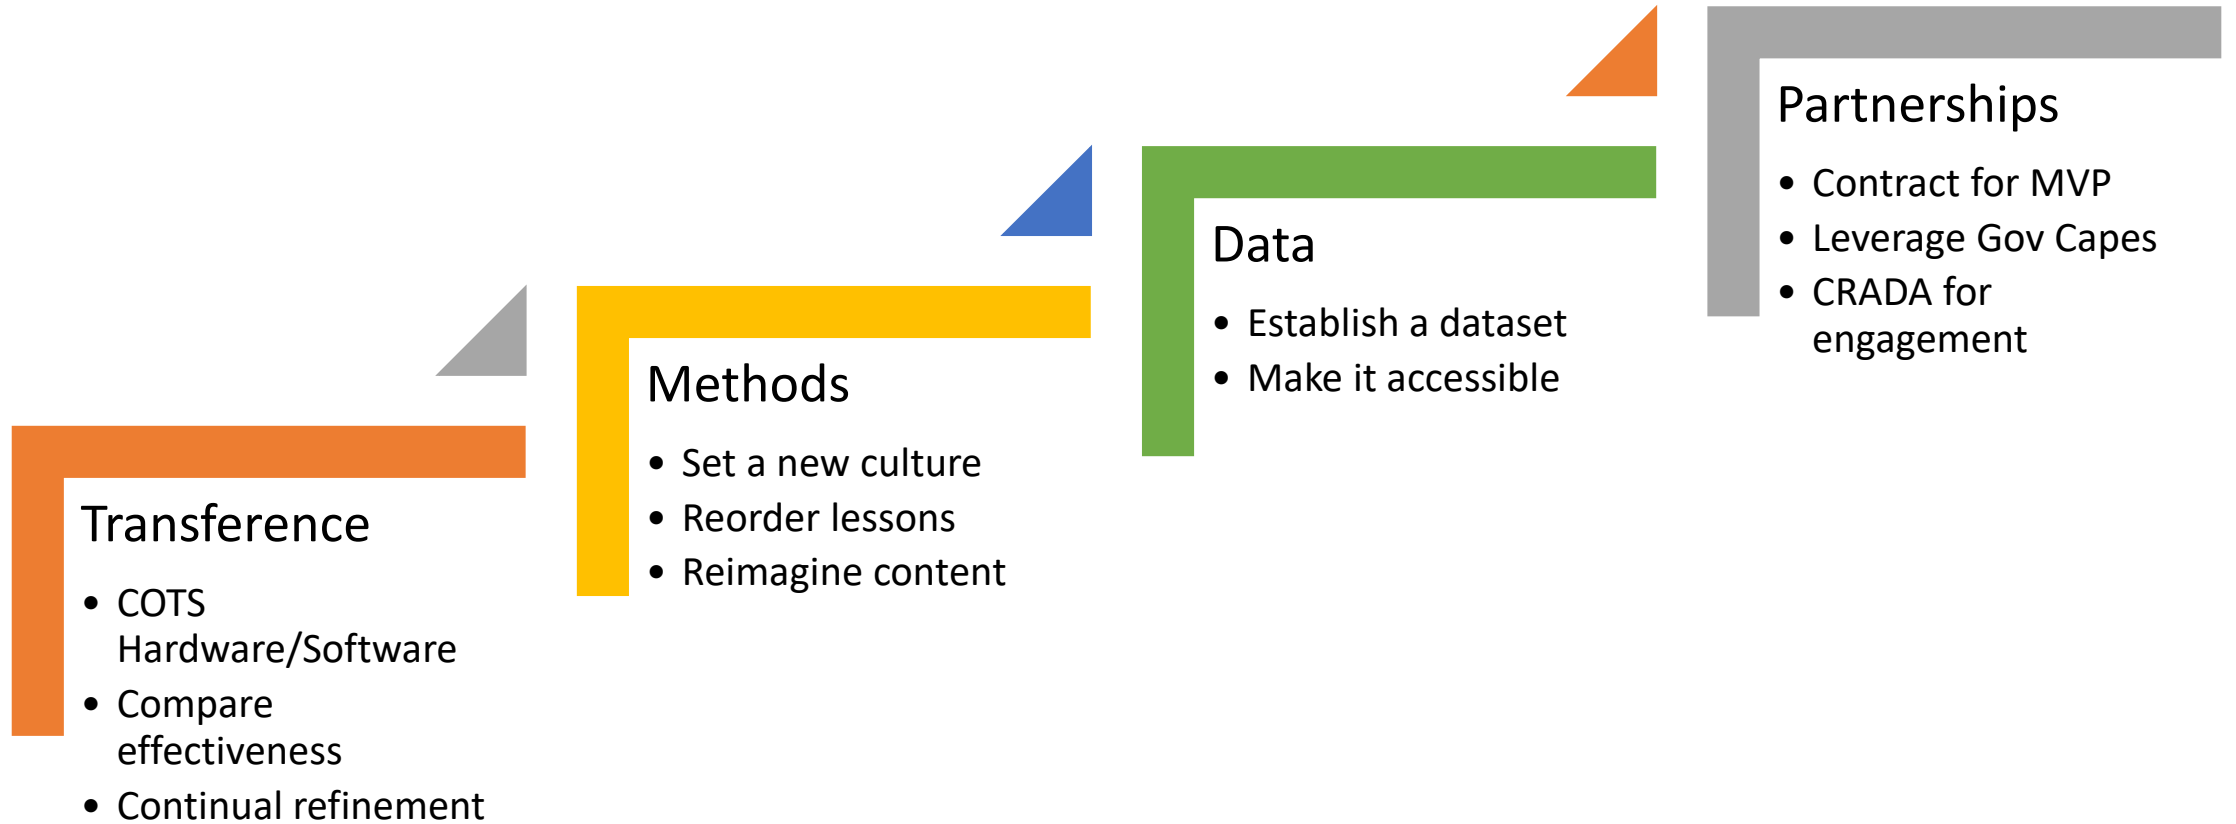 Transference
• COTS
Hardware/Software
• Compare
effectiveness
• Continual refinement
Methods
• Set a new culture
• Reorder lessons
• Reimagine content
Data
• Establish a dataset
• Make it accessible
Partnerships
• Contract for MVP
• Leverage Gov Capes
• CRADA for
engagement